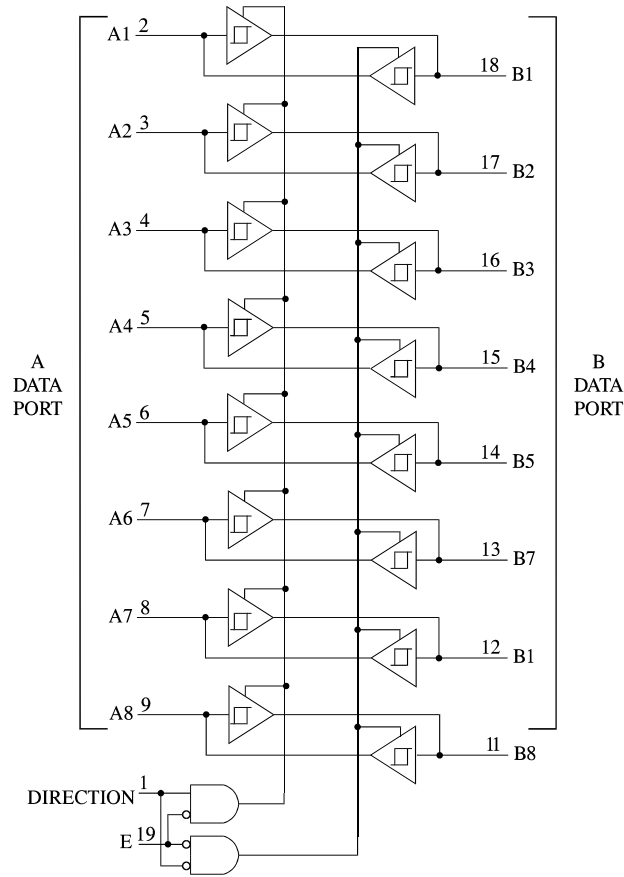 A1 2
18 B1
A2 3
17 B2
A3 4
16 B3
A4 5
15 B4
A
DATA
PORT
B
DATA
PORT
A5 6
14 B5
A6 7
13 B7
A7 8
12 B1
A8 9
11 B8
DIRECTION 1
E 19